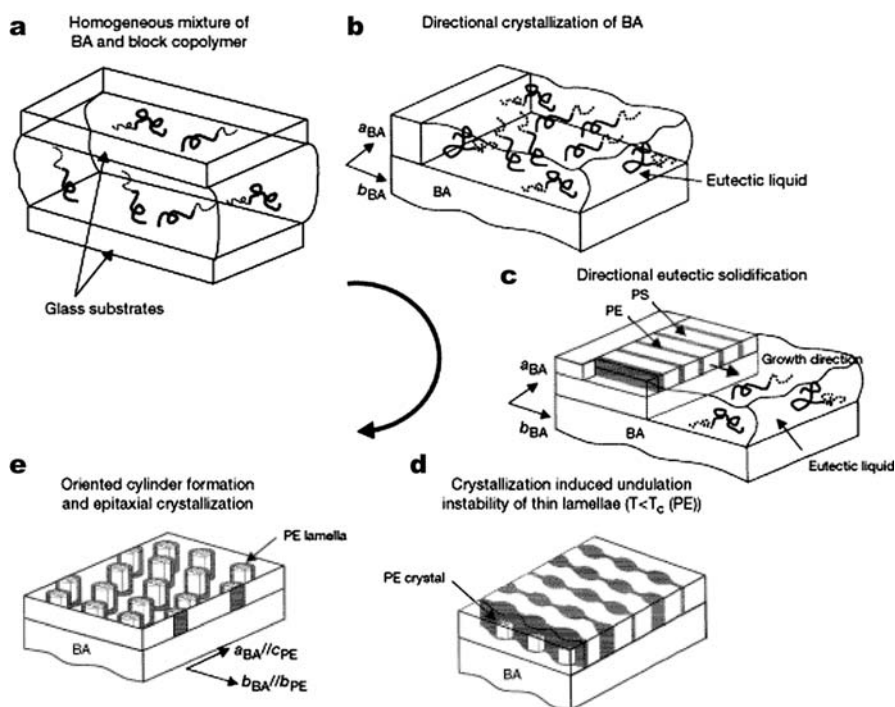 a
Homogeneous mixture of
BA and block copolymer
Glass substrates
b
Directional crystallization of BA
aBA
bBA
BA
Eutectic liquid
c
Directional eutectic solidification
PS
PE
Growth direction
aBA
bBA
BA
Eutectic liquid
e
Oriented cylinder formation
and epitaxial crystallization
PE lamella
BA
aBA//cPE
bBA//bPE
d
Crystallization induced undulation
instability of thin lamellae (T<Tc (PE))
PE crystal
BA